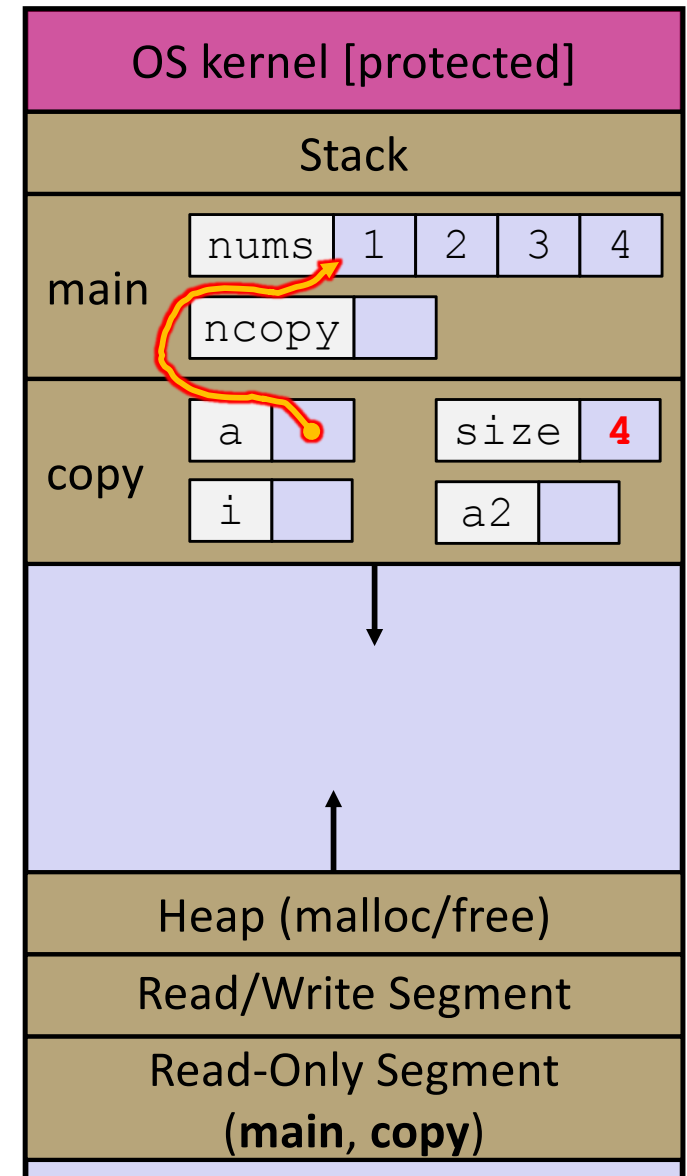 OS kernel [protected]
Stack
main
nums 1 2 3 4
ncopy
copy
a
size 4
i
a2
Heap (malloc/free)
Read/Write Segment
Read-Only Segment
(main, copy)